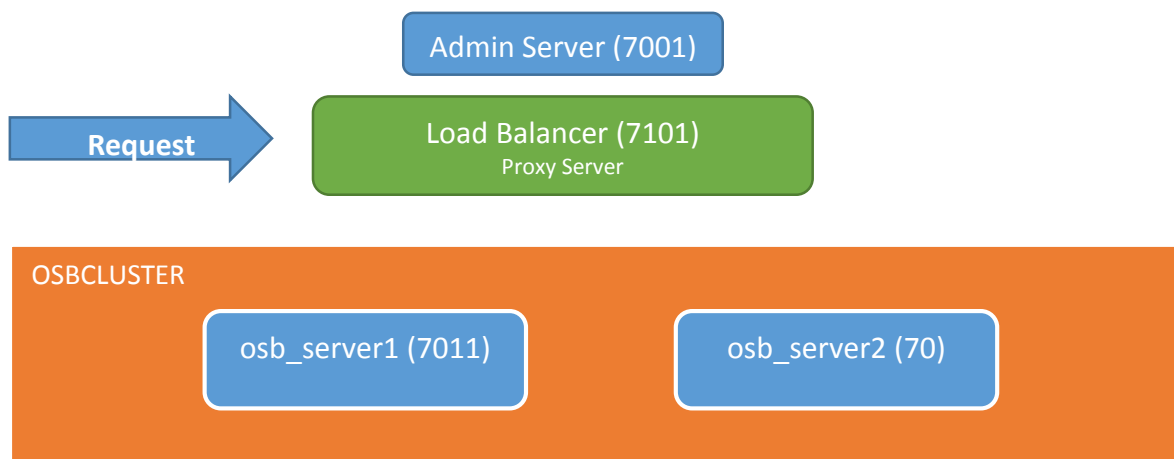 Admin Server (7001)
Load Balancer (7101)
Proxy Server
Request
OSBCLUSTER
osb_server1 (7011)
osb_server2 (70)